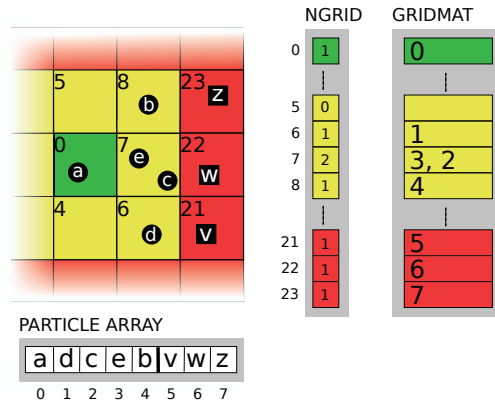 NGRID GRIDMAT
0 1 0
5 8 23
b z
5 0
0 7 22
6 1 1
a e c w
7 2 3, 2
8 1 4
4 6 21
d v
21 1 5
22 1 6
23 1 7
PARTICLE ARRAY
a d c e b v w z
0 1 2 3 4 5 6 7